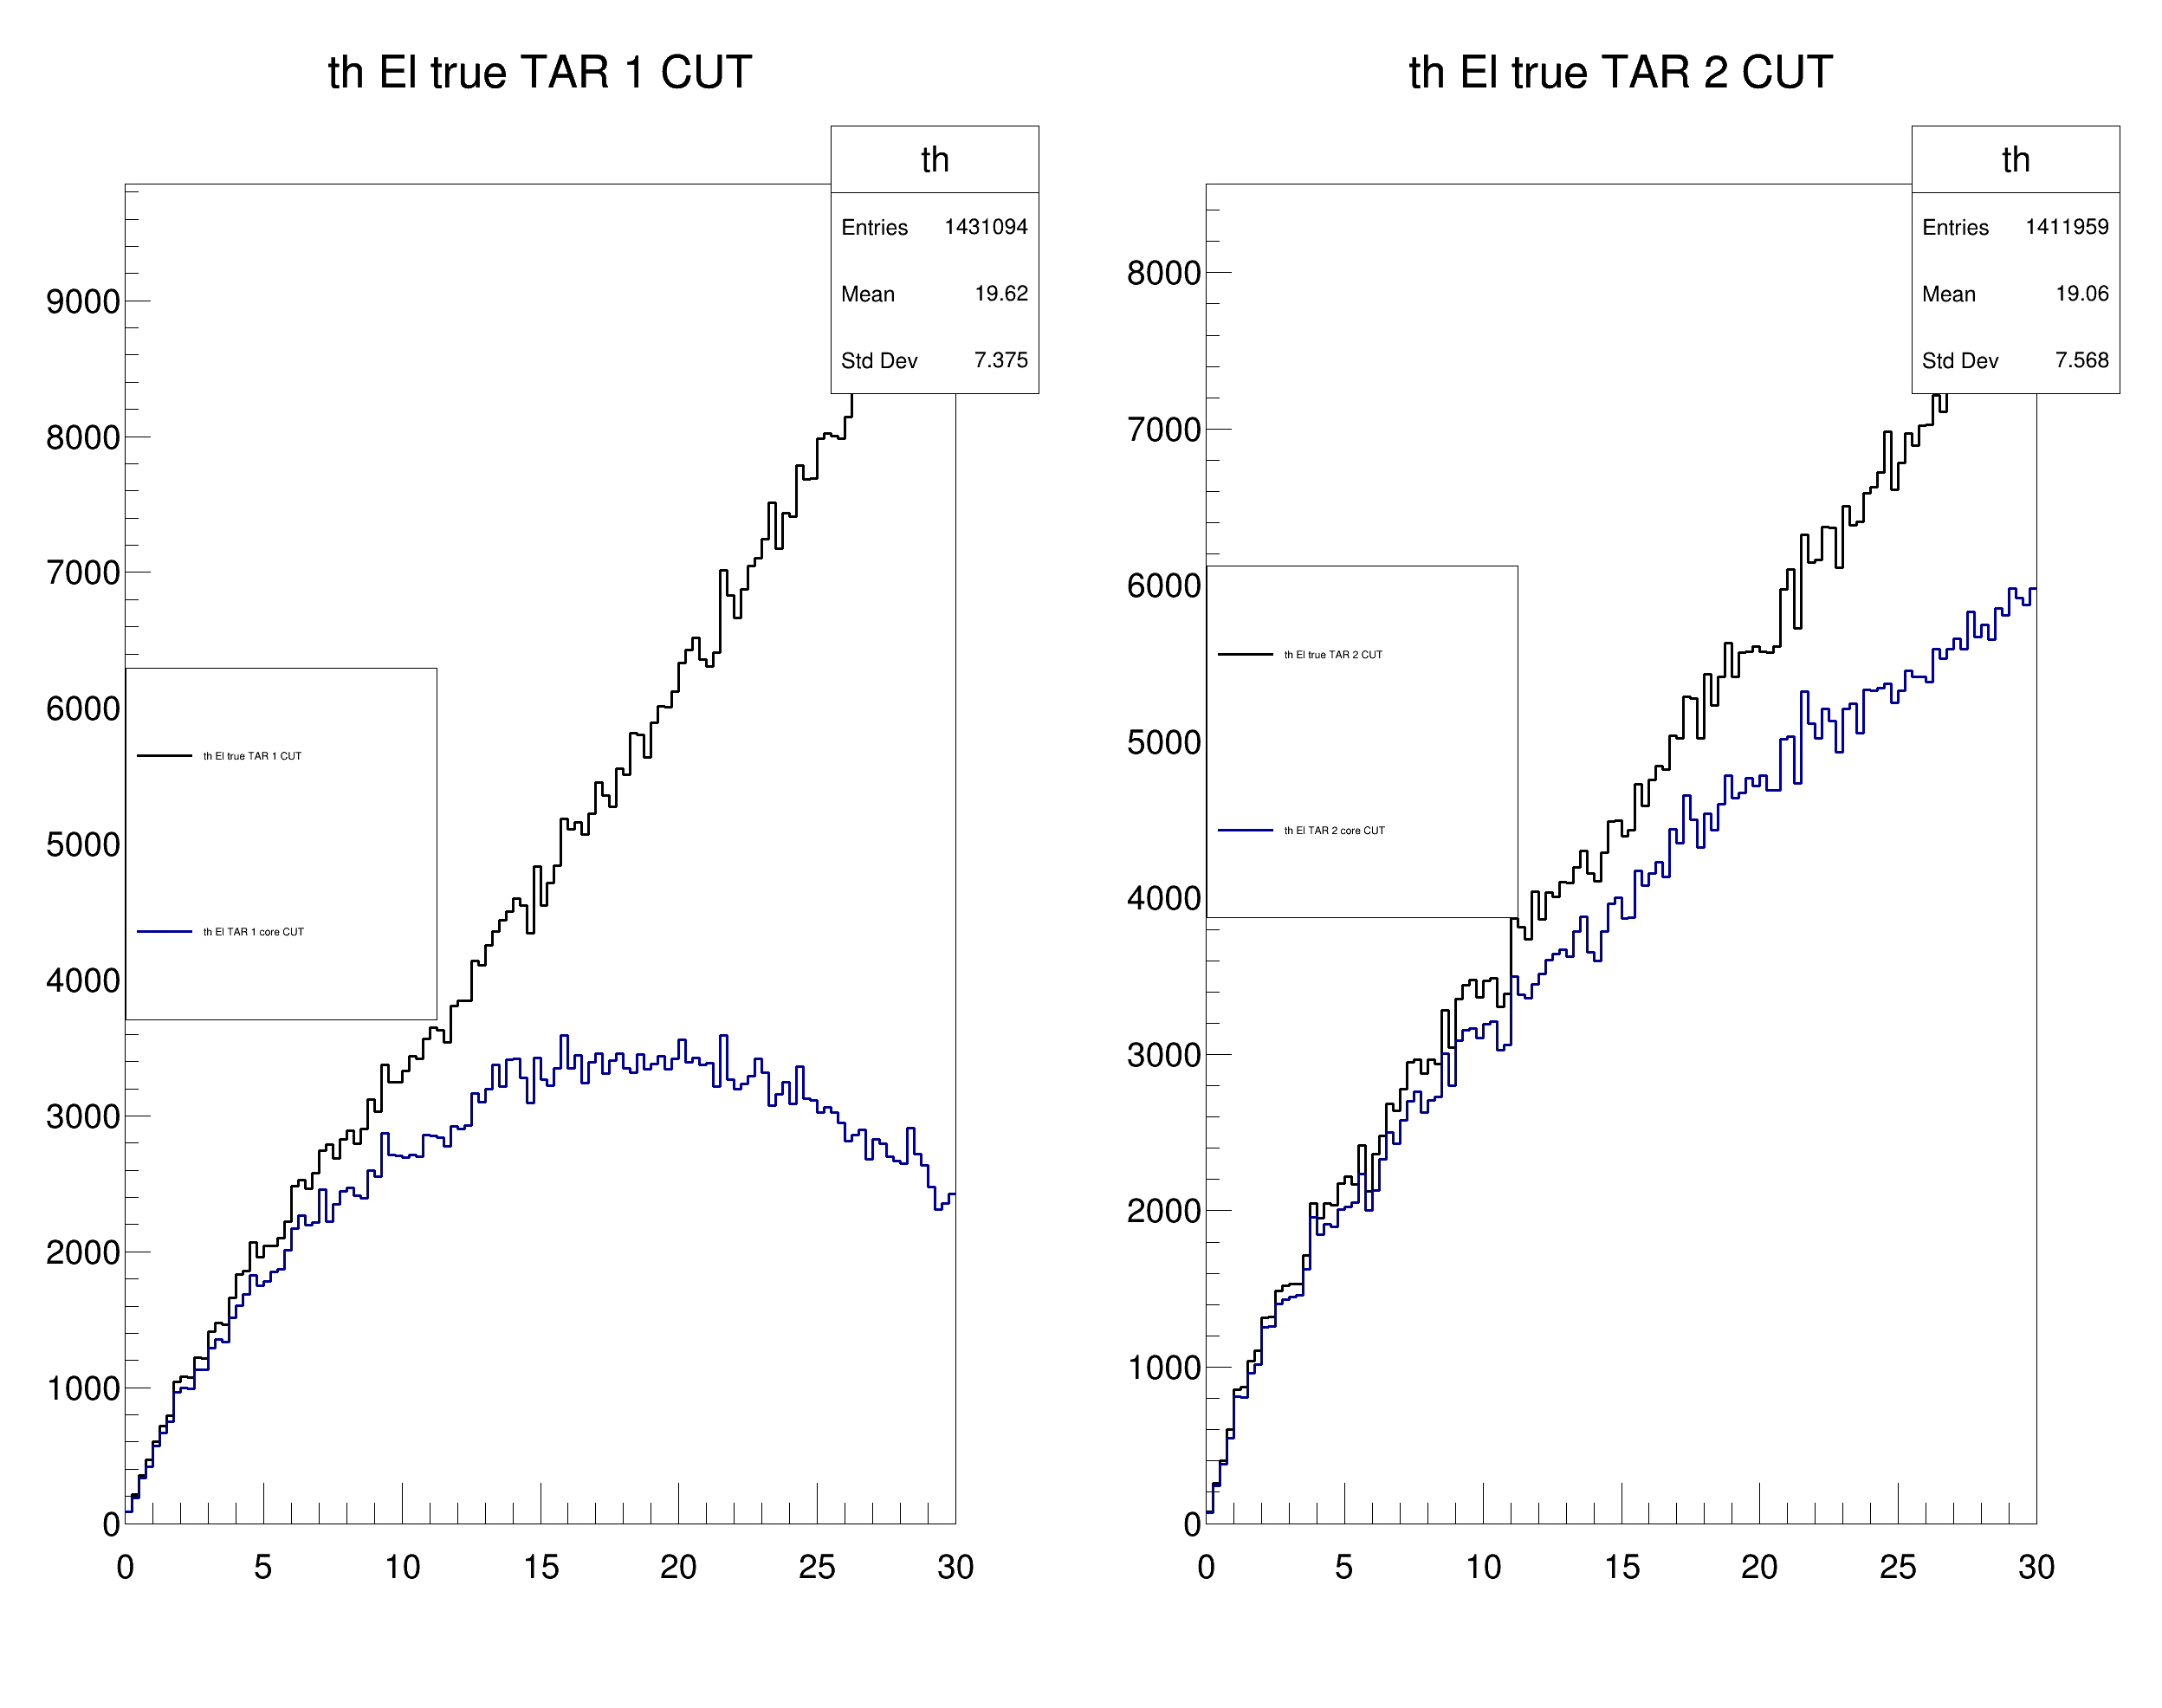 th El true TAR 1 CUT
th
Entries 1431094
Mean 19.62
Std Dev 7.375
9000
8000
7000
6000
5000
4000
3000
2000
1000
0
th El true TAR 1 CUT
th El TAR 1 core CUT
0 5 10 15 20 25 30
th El true TAR 2 CUT
th
Entries 1411959
Mean 19.06
Std Dev 7.568
8000
7000
6000
5000
4000
3000
2000
1000
0
th El true TAR 2 CUT
th El TAR 2 core CUT
0 5 10 15 20 25 30